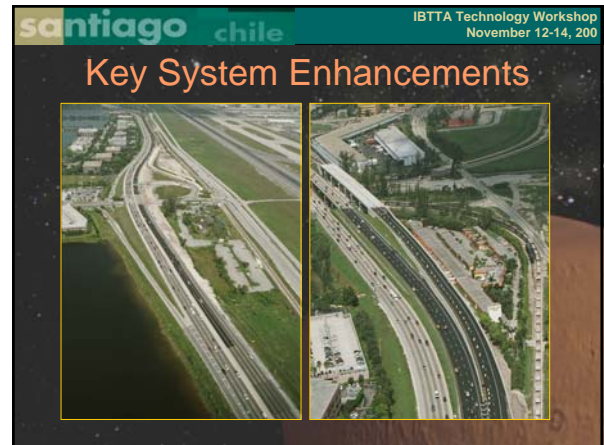 santiago chile
IBTTA Technology Workshop
November 12-14, 200
Key System Enhancements